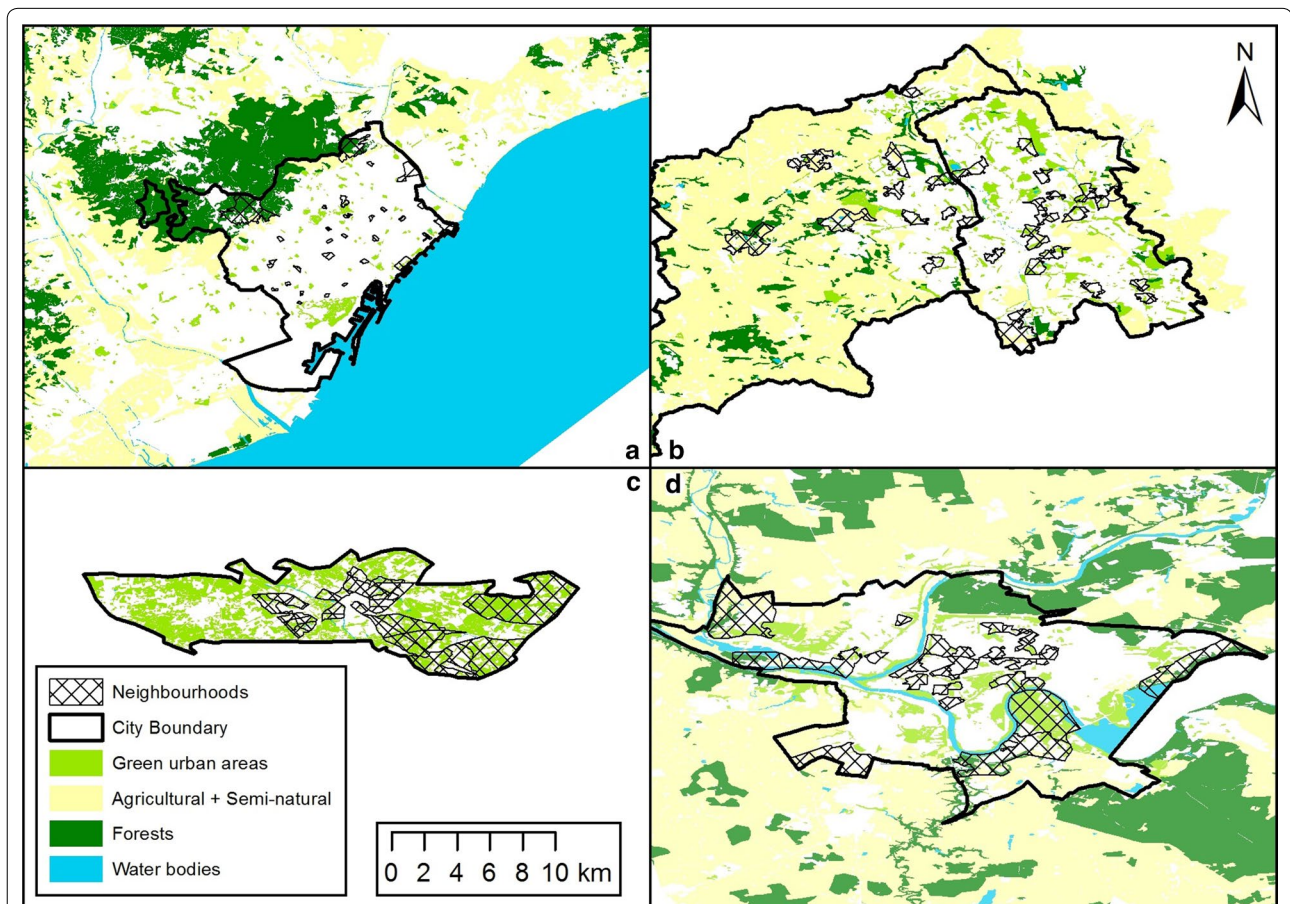 N
a
b
c
d
Neighbourhoods
City Boundary
Green urban areas
Agricultural + Semi-natural
Forests
Water bodies
0 2 4 6 8 10 km